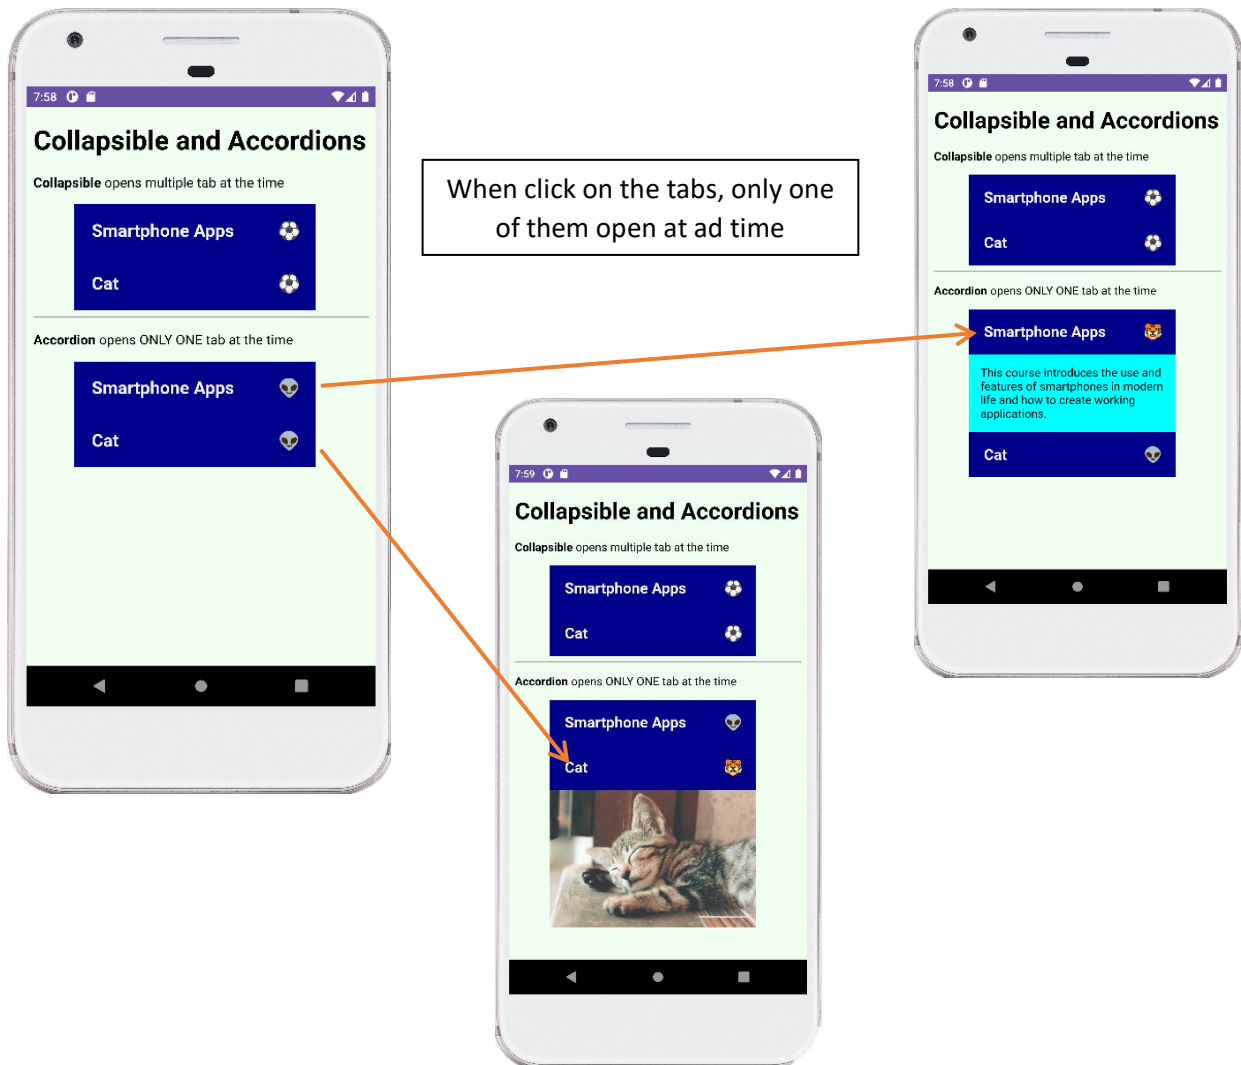 7:58
Collapsible and Accordions
Collapsible opens multiple tab at the time
Smartphone Apps
Cat
Accordion opens ONLY ONE tab at the time
Smartphone Apps
Cat
When click on the tabs, only one
of them open at ad time
7:58
Collapsible and Accordions
Collapsible opens multiple tab at the time
Smartphone Apps
Cat
Accordion opens ONLY ONE tab at the time
Smartphone Apps
This course introduces the use and
features of smartphones in modern
life and how to create working
applications.
Cat
7:59
Collapsible and Accordions
Collapsible opens multiple tab at the time
Smartphone Apps
Cat
Accordion opens ONLY ONE tab at the time
Smartphone Apps
Cat